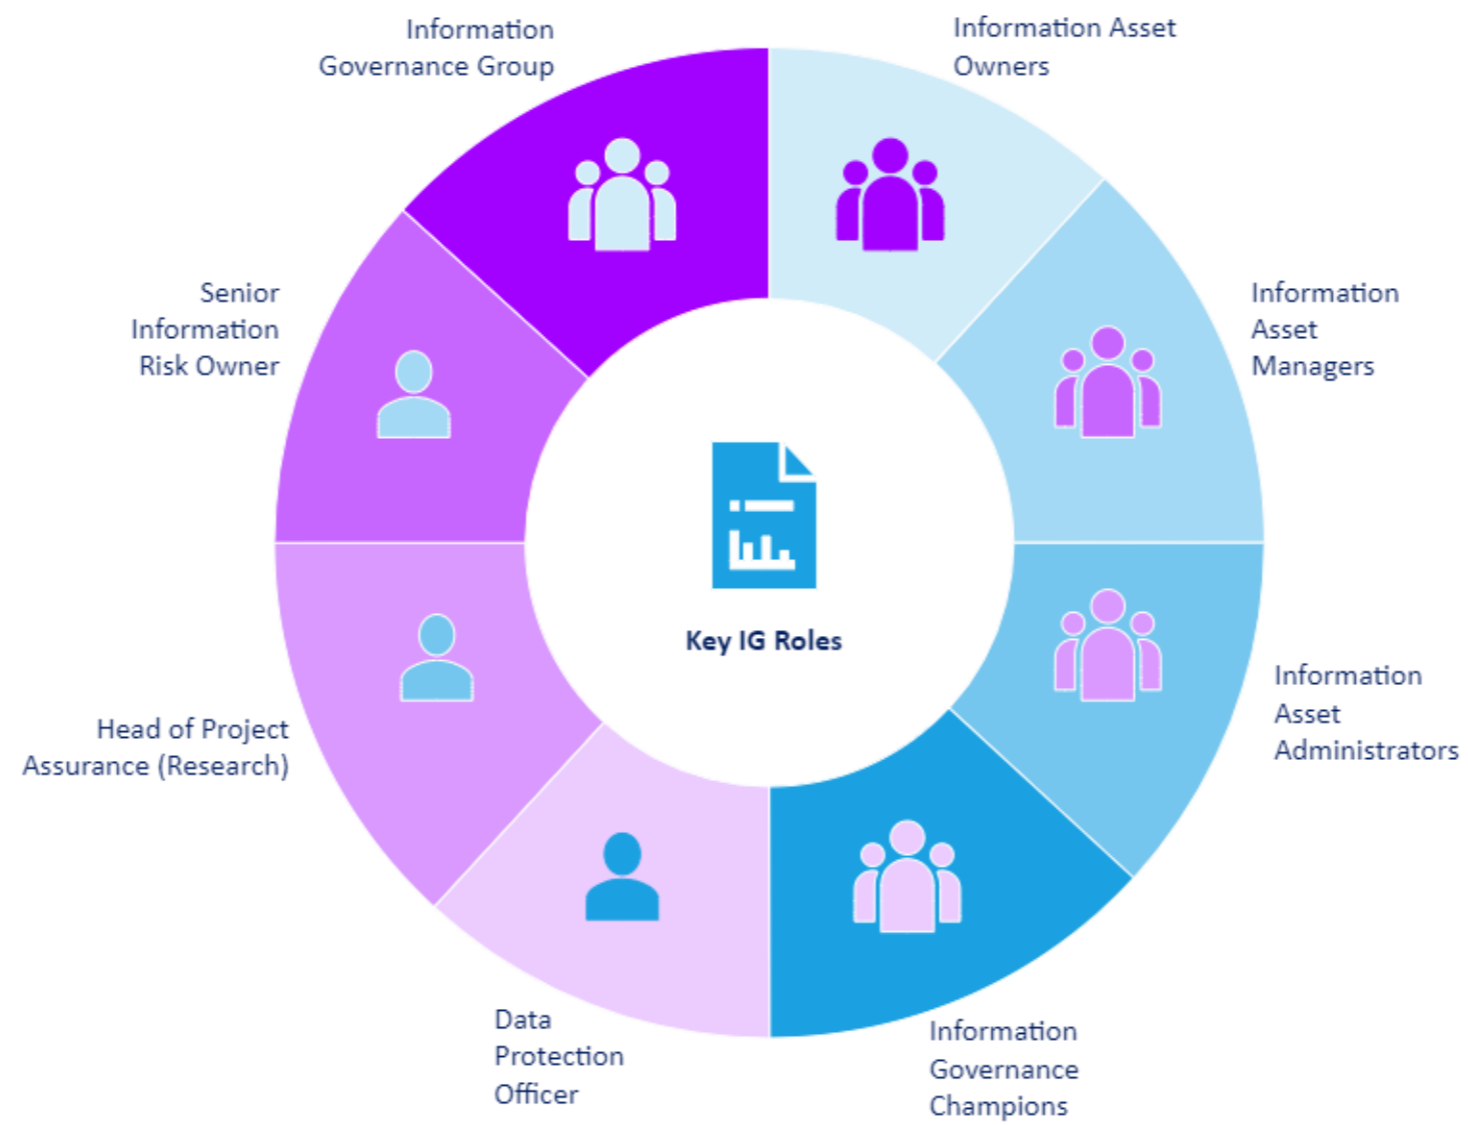 Information
Governance Group
Information Asset
Owners
Senior
Information
Risk Owner
Information
Asset
Managers
Key IG Roles
Head of Project
Assurance (Research)
Information
Asset
Administrators
Data
Protection
Officer
Information
Governance
Champions